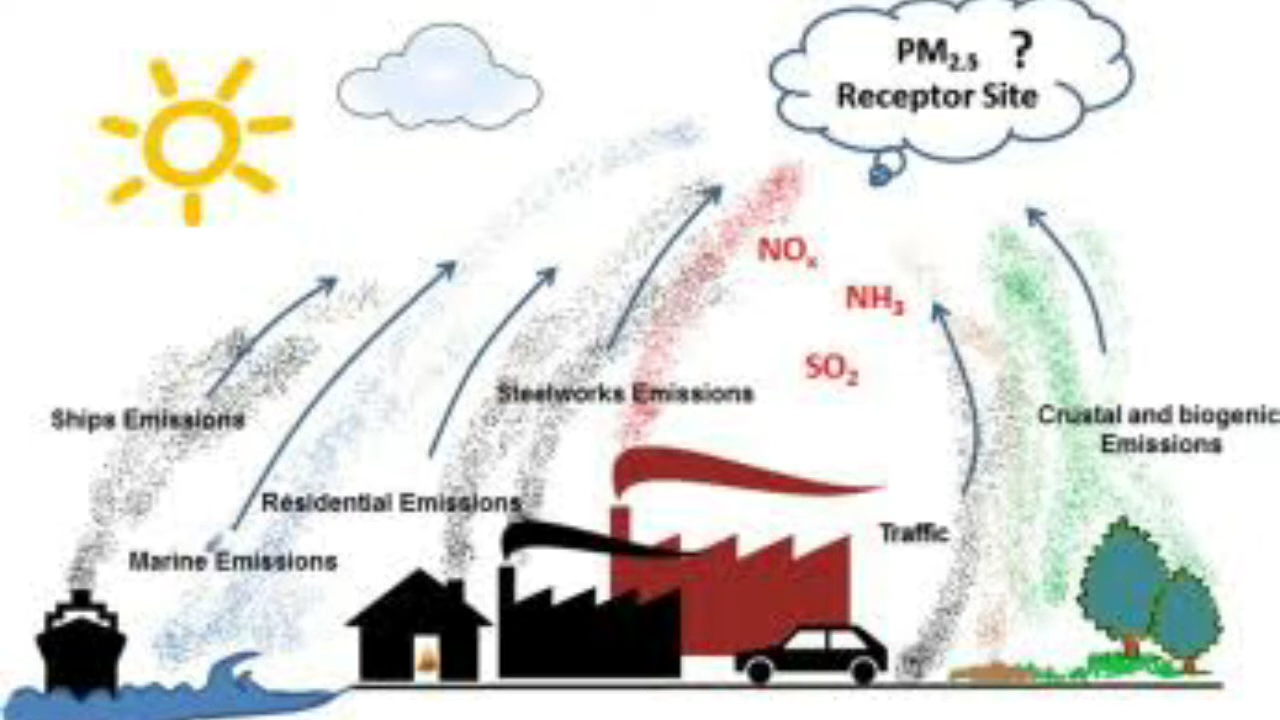 PM₂.₅ ?
Receptor Site
NOₓ
NH₃
SO₂
Steelworks Emissions
Ships Emissions
Crustal and biogenic
Emissions
Residential Emissions
Traffic
Marine Emissions